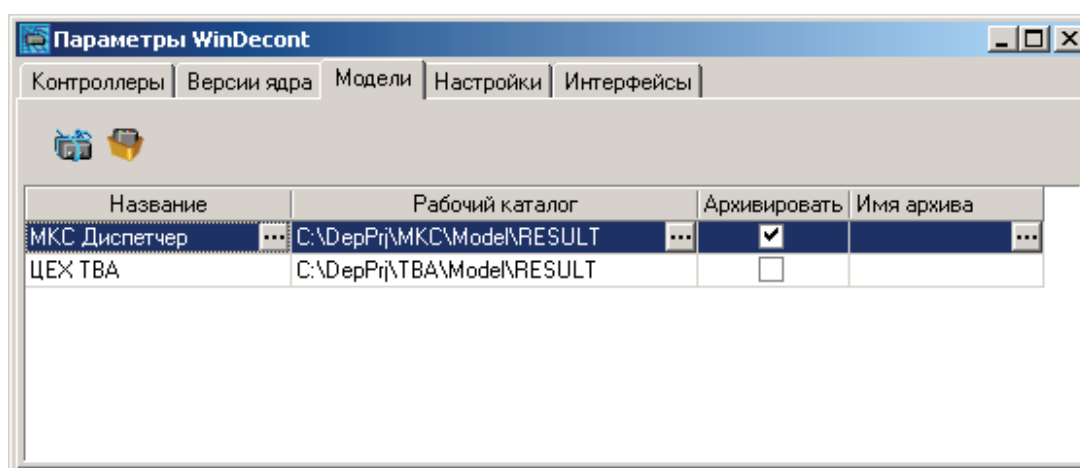 Параметры WinDecont
Контроллеры Версии ядра Модели Настройки Интерфейсы
Название Рабочий каталог Архивировать Имя архива
МКС Диспетчер ... C:\DepPrj\MKC\Model\RESULT ... ...
ЦЕХ ТВА C:\DepPrj\TBA\Model\RESULT